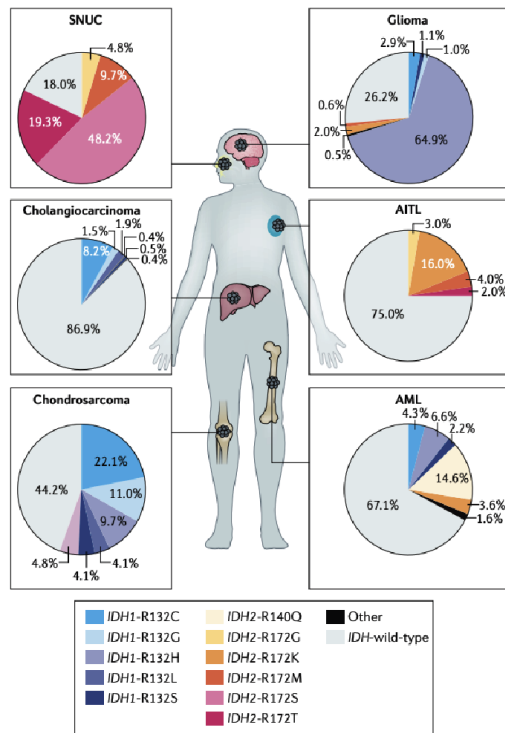 SNUC
4.8%
9.7%
18.0%
19.3%
48.2%
Glioma
1.1%
2.9%
1.0%
26.2%
0.6%
2.0%
0.5%
64.9%
Cholangiocarcinoma
1.9%
1.5%
0.4%
8.2%
0.5%
0.4%
86.9%
AITL
3.0%
16.0%
4.0%
2.0%
75.0%
Chondrosarcoma
22.1%
44.2%
11.0%
9.7%
4.8%
4.1%
4.1%
AML
6.6%
4.3%
2.2%
14.6%
67.1%
3.6%
1.6%
IDH1-R132C
IDH1-R132G
IDH1-R132H
IDH1-R132L
IDH1-R132S
IDH2-R140Q
IDH2-R172G
IDH2-R172K
IDH2-R172M
IDH2-R172S
IDH2-R172T
Other
IDH-wild-type